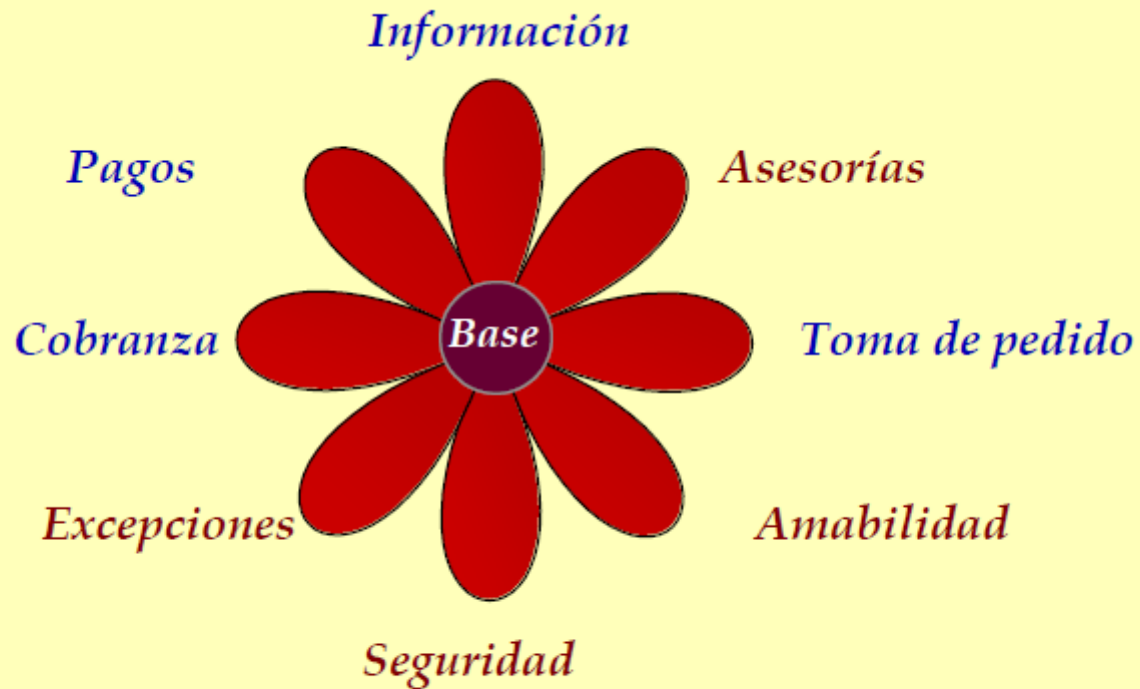 Información
Pagos
Asesorías
Cobranza
Base
Toma de pedido
Excepciones
Amabilidad
Seguridad